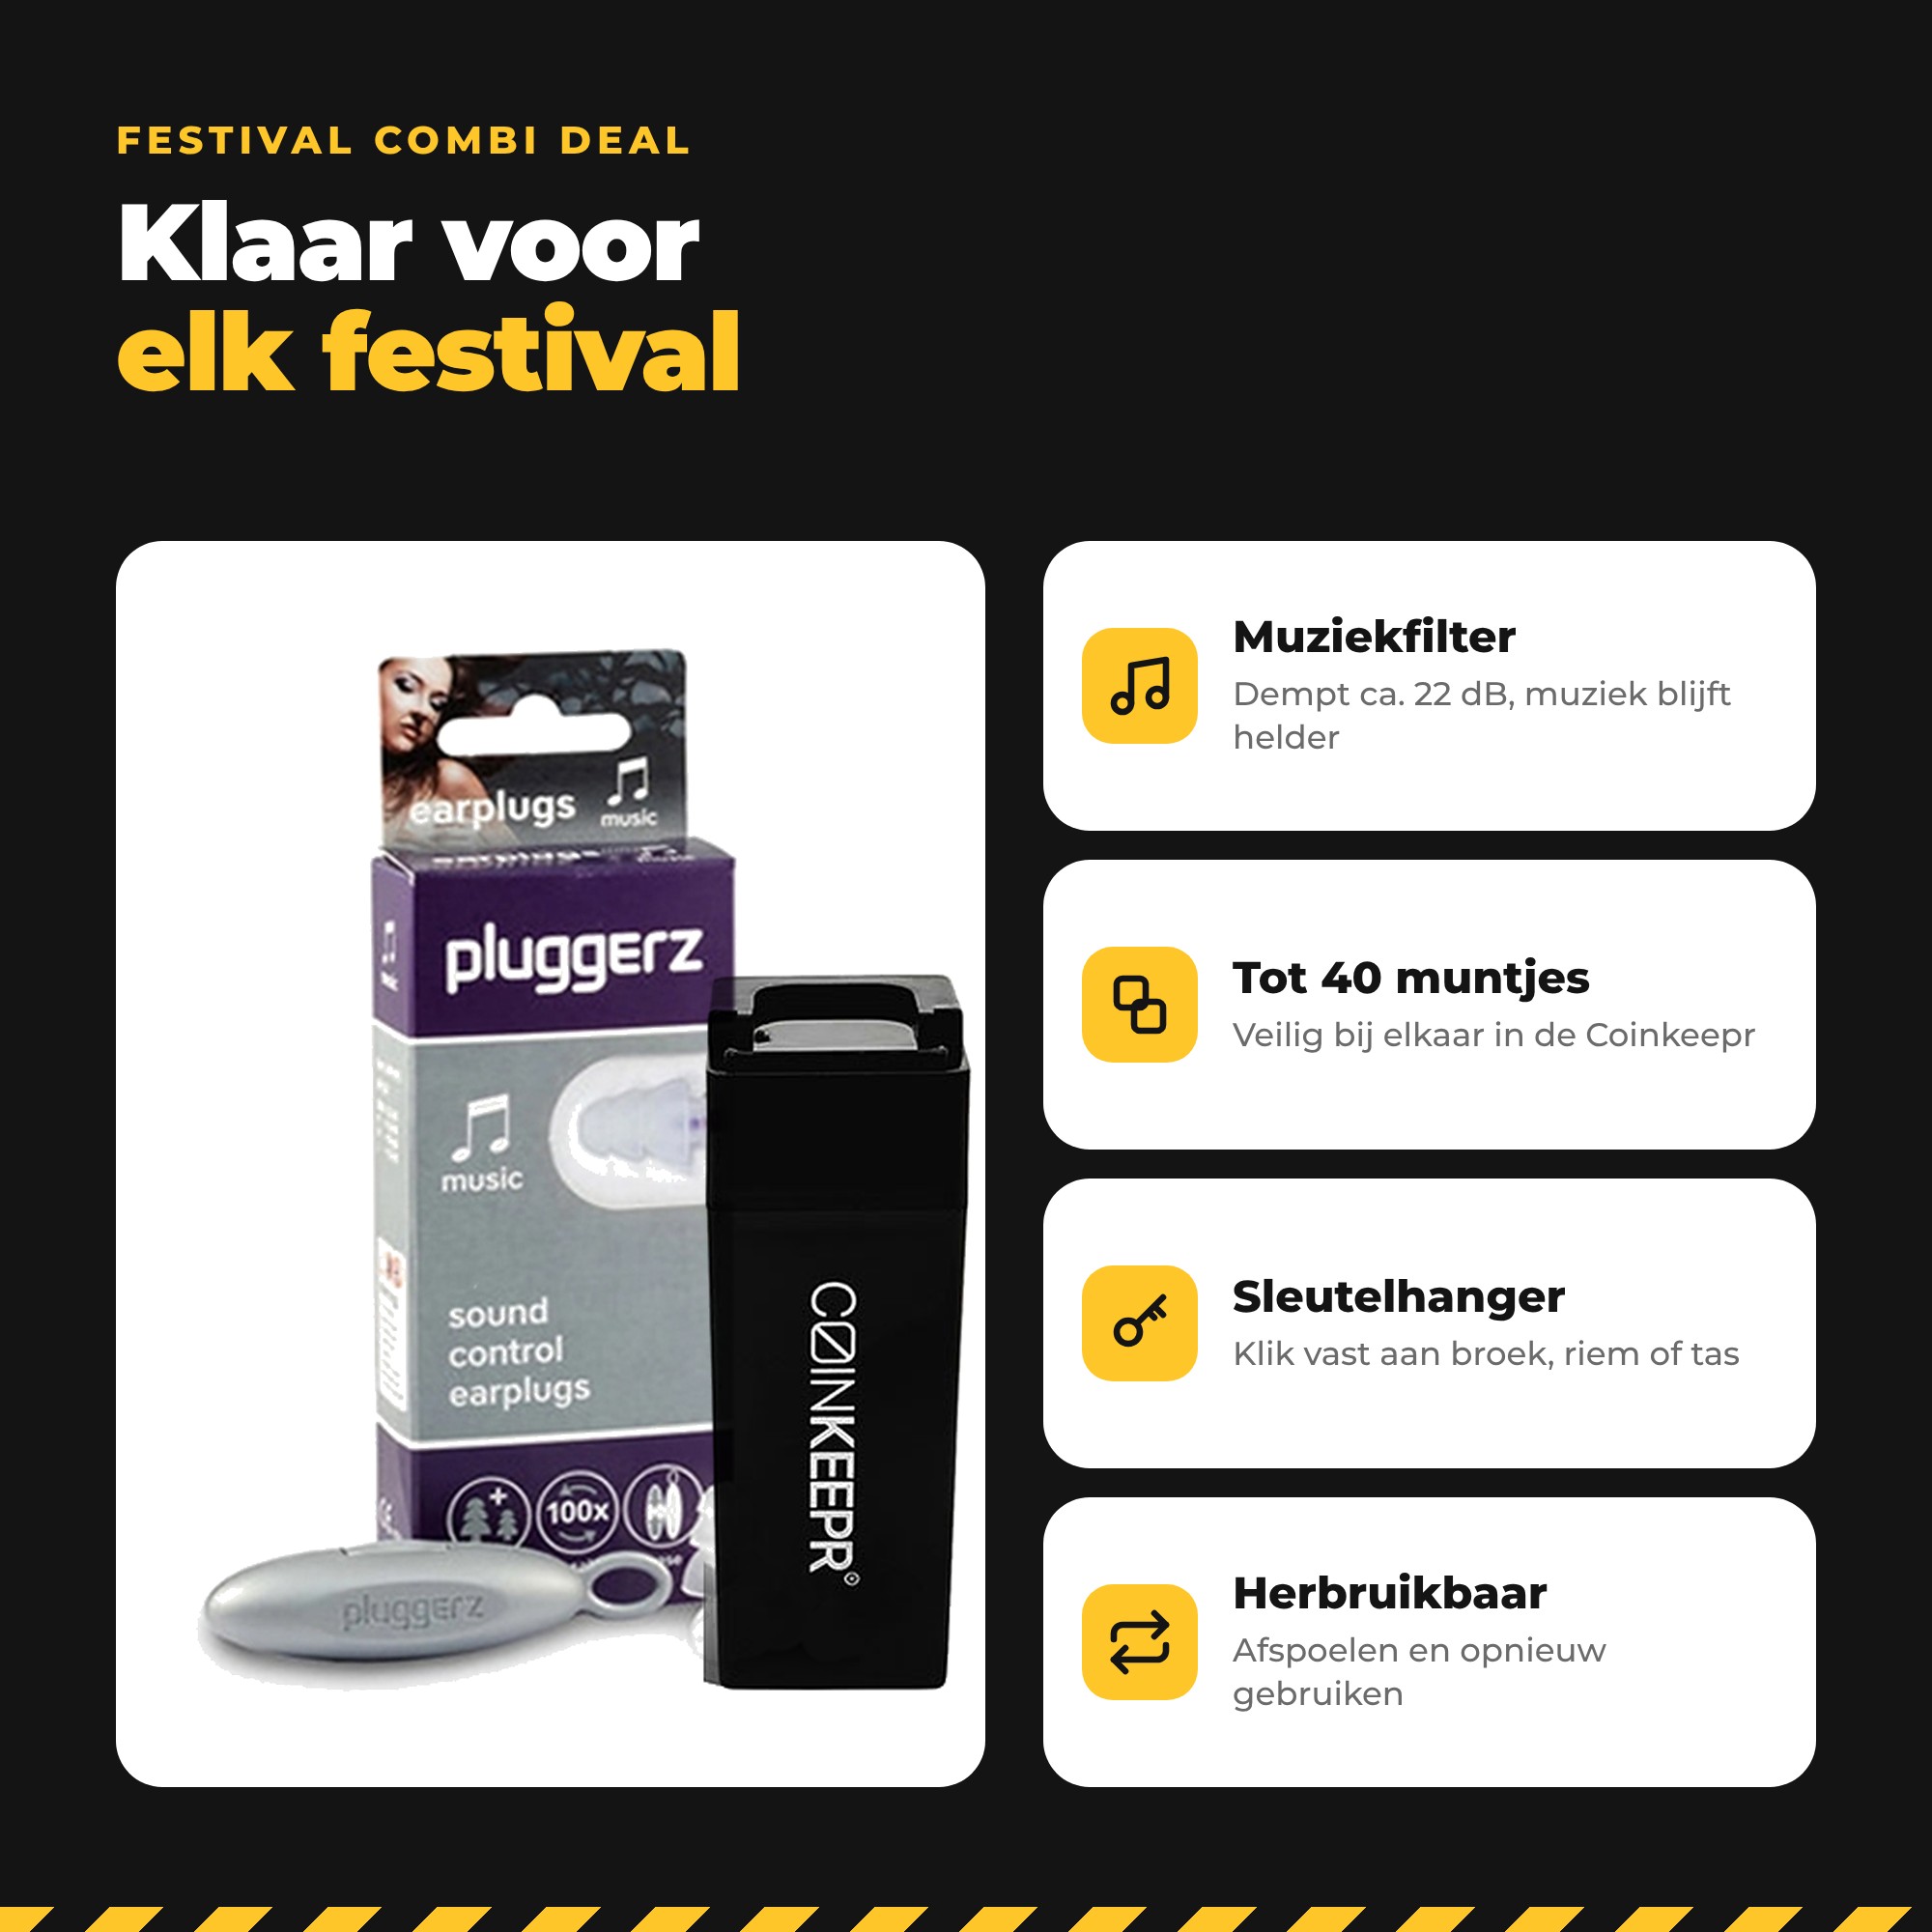 FESTIVAL COMBI DEAL
Klaar voor
elk festival
earplugs
music
pluggerz
music
sound
control
earplugs
100x
pluggerz
COINKEEPR
Muziekfilter
Dempt ca. 22 dB, muziek blijft
helder
Tot 40 muntjes
Veilig bij elkaar in de Coinkeepr
Sleutelhanger
Klik vast aan broek, riem of tas
Herbruikbaar
Afspoelen en opnieuw
gebruiken